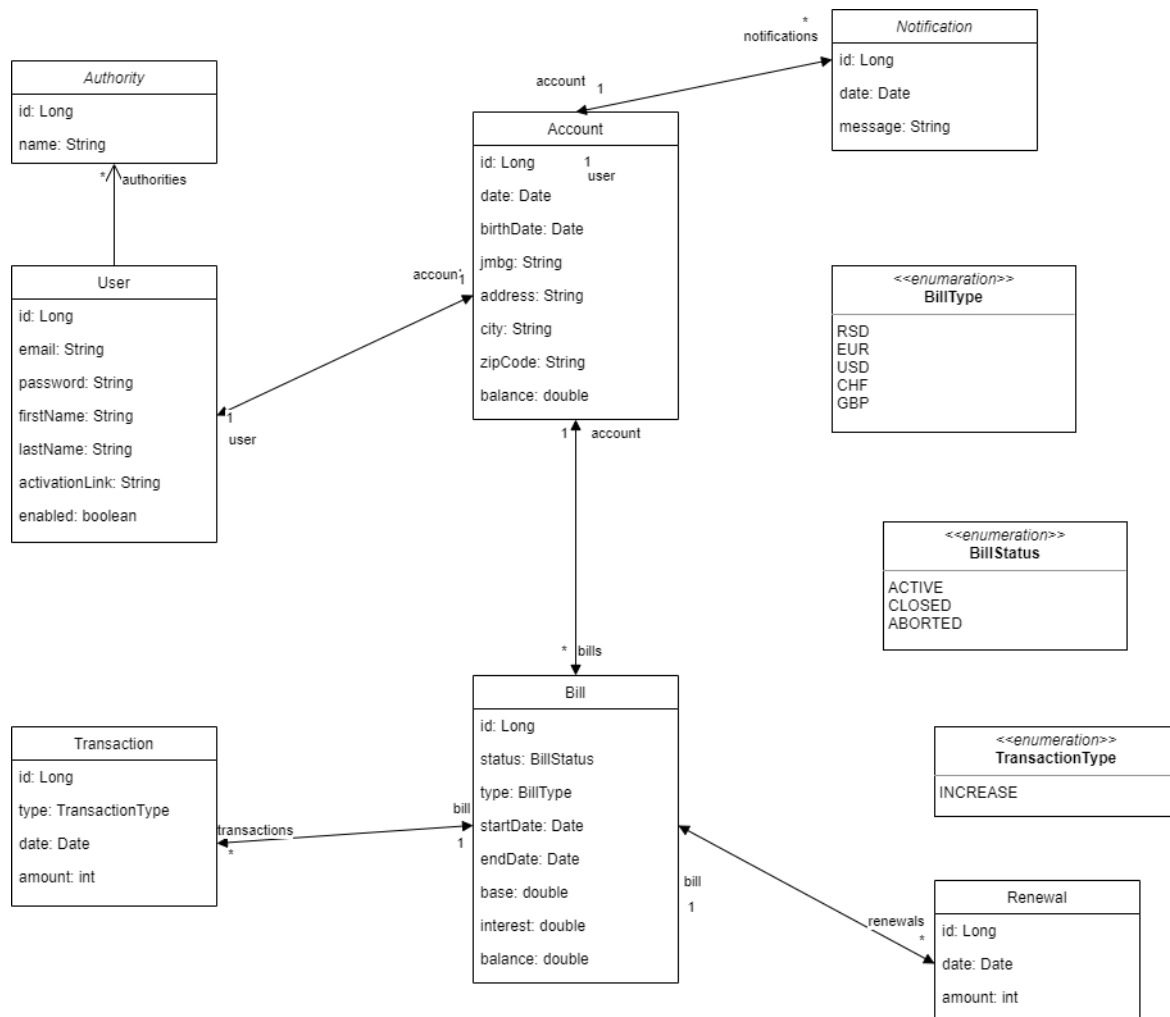 *
notifications
Notification
id: Long
date: Date
message: String
account
1
Authority
id: Long
name: String
* authorities
Account
id: Long
1
user
date: Date
birthDate: Date
jmbg: String
address: String
city: String
zipCode: String
balance: double
account
1
User
id: Long
email: String
password: String
firstName: String
lastName: String
activationLink: String
enabled: boolean
1
user
<<enumaration>>
BillType
RSD
EUR
USD
CHF
GBP
1 account
<<enumeration>>
BillStatus
ACTIVE
CLOSED
ABORTED
* bills
Bill
id: Long
status: BillStatus
type: BillType
startDate: Date
endDate: Date
base: double
interest: double
balance: double
Transaction
id: Long
type: TransactionType
date: Date
amount: int
transactions
*
bill
1
<<enumeration>>
TransactionType
INCREASE
bill
1
renewals
*
Renewal
id: Long
date: Date
amount: int